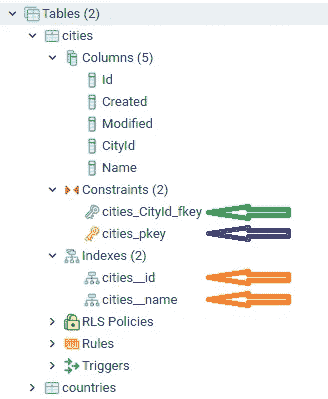 Tables (2)
cities
Columns (5)
Id
Created
Modified
CityId
Name
Constraints (2)
cities_CityId_fkey
cities_pkey
Indexes (2)
cities__id
cities__name
RLS Policies
Rules
Triggers
countries